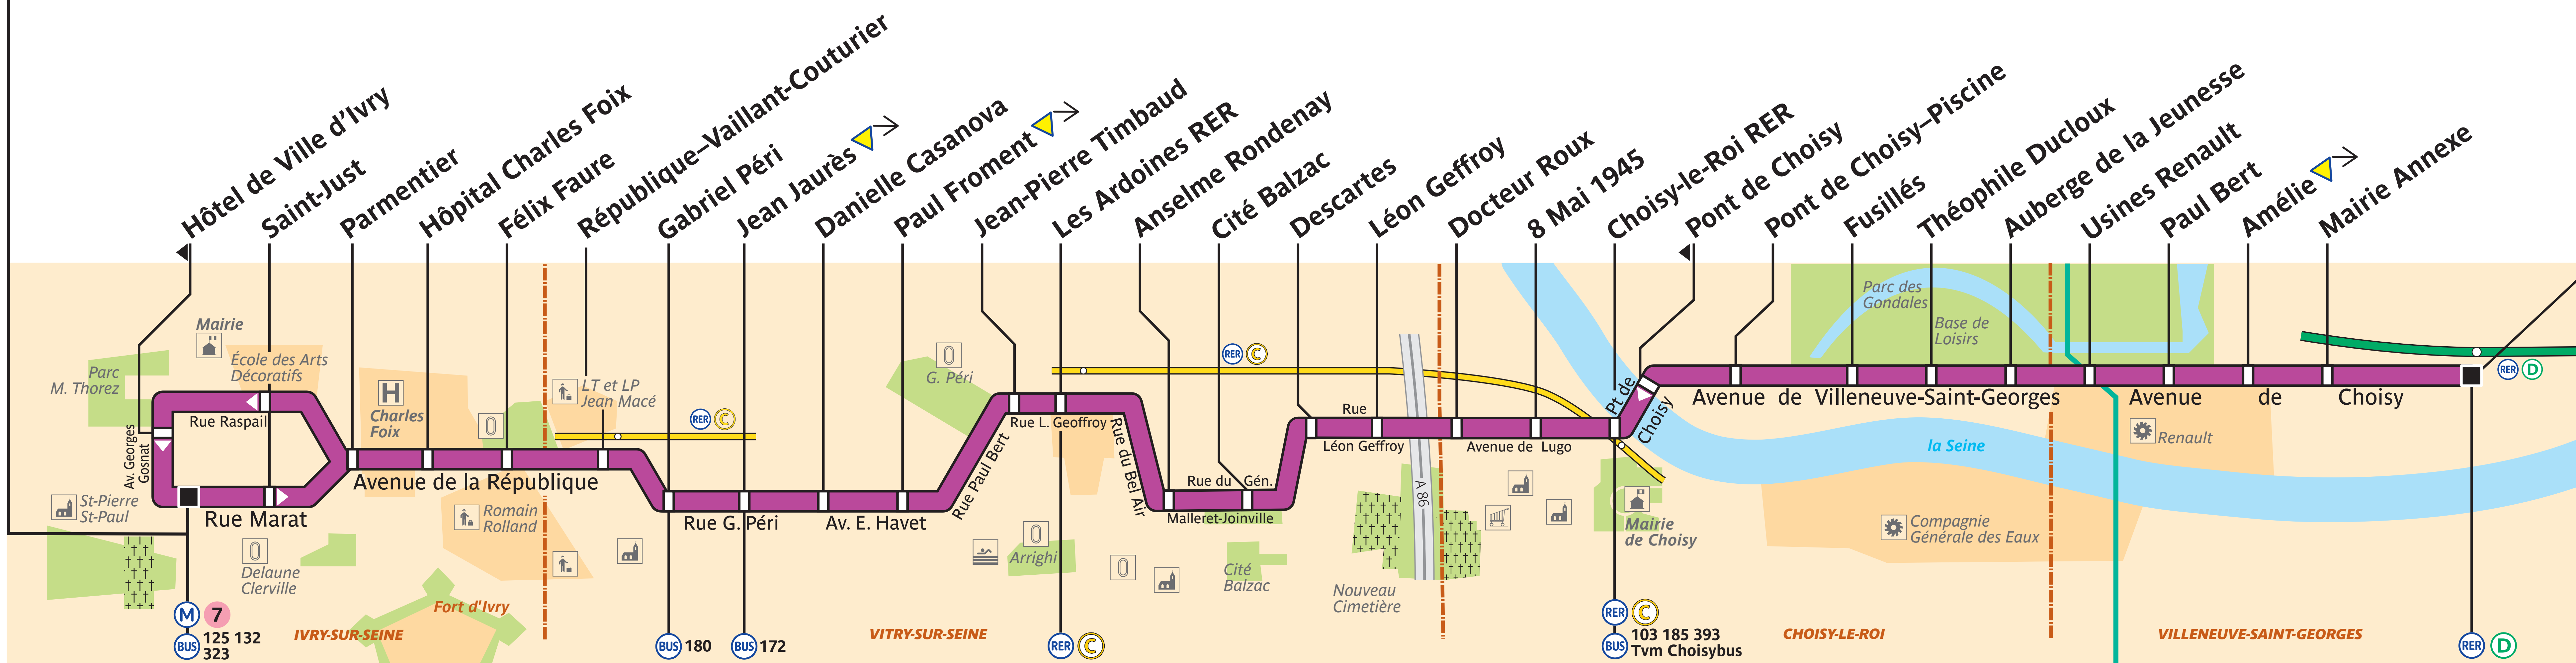 Hôtel de Ville d'Ivry
Saint-Just
Parmentier
Hôpital Charles Foix
Félix Faure
République–Vaillant-Couturier
Gabriel Péri
Jean Jaurès
Danielle Casanova
Paul Froment
Jean-Pierre Timbaud
Les Ardoines RER
Anselme Rondenay
Cité Balzac
Descartes
Léon Geffroy
Docteur Roux
8 Mai 1945
Choisy-le-Roi RER
Pont de Choisy
Pont de Choisy–Piscine
Fusillés
Théophile Ducloux
Auberge de la Jeunesse
Usines Renault
Paul Bert
Amélie
Mairie Annexe
Mairie
École des Arts
Décoratifs
Parc
M. Thorez
Rue Raspail
Av. Georges
Gosnat
St-Pierre
St-Paul
Rue Marat
Delaune
Clerville
M 7
BUS 125 132
323
IVRY-SUR-SEINE
H
Charles
Foix
Avenue de la République
Romain
Rolland
Fort d'Ivry
LT et LP
Jean Macé
RER C
Rue G. Péri
BUS 180
BUS 172
Av. E. Havet
VITRY-SUR-SEINE
G. Péri
Rue Paul Bert
Rue L. Geoffroy
Rue du Bel Air
Arrighi
RER C
RER C
Rue du Gén.
Malleret-Joinville
Cité
Balzac
Rue
Léon Geffroy
A 86
Nouveau
Cimetière
Avenue de Lugo
Pt de
Choisy
Mairie
de Choisy
RER C
BUS 103 185 393
Tvm Choisybus
CHOISY-LE-ROI
Parc des
Gondales
Base de
Loisirs
Avenue de Villeneuve-Saint-Georges
la Seine
Compagnie
Générale des Eaux
Avenue de Choisy
Renault
VILLENEUVE-SAINT-GEORGES
RER D
RER D